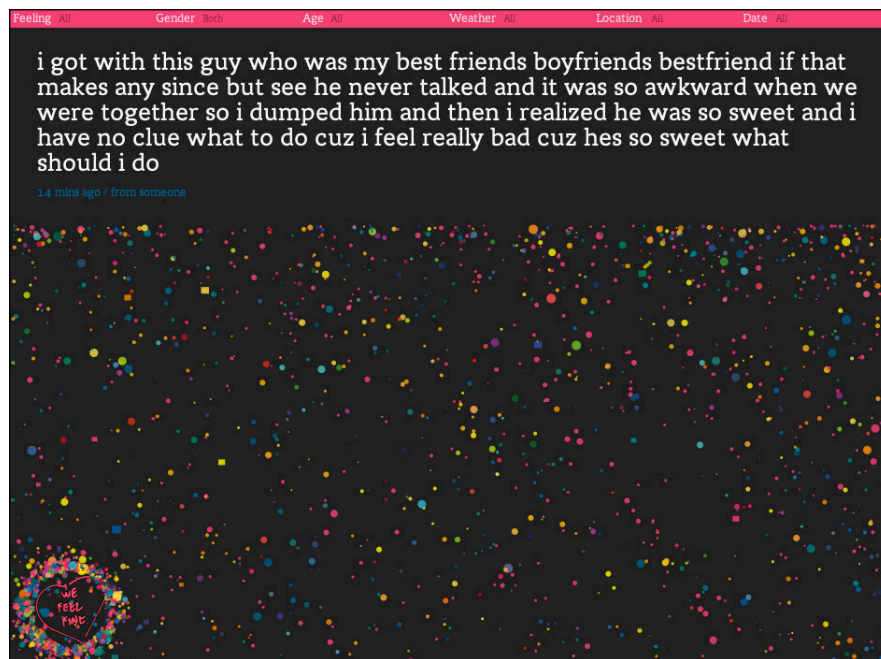 Feeling All Gender Both Age All Weather All Location All Date All
i got with this guy who was my best friends boyfriends bestfriend if that
makes any since but see he never talked and it was so awkward when we
were together so i dumped him and then i realized he was so sweet and i
have no clue what to do cuz i feel really bad cuz hes so sweet what
should i do
14 mins ago / from someone
WE
FEEL
FINE